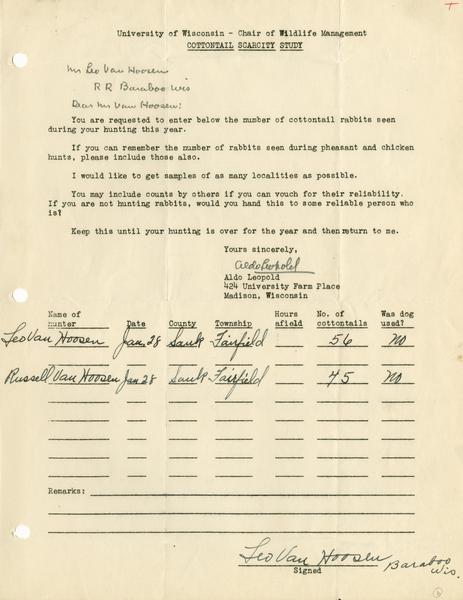 University of Wisconsin - Chair of Wildlife Management
COTTONTAIL SCARCITY STUDY
Mr Leo Van Hoosen
R R Baraboo Wis
Dear Mr Van Hoosen:
You are requested to enter below the number of cottontail rabbits seen
during your hunting this year.
If you can remember the number of rabbits seen during pheasant and chicken
hunts, please include those also.
I would like to get samples of as many localities as possible.
You may include counts by others if you can vouch for their reliability.
If you are not hunting rabbits, would you hand this to some reliable person who
is?
Keep this until your hunting is over for the year and then return to me.
Yours sincerely,
Aldo Leopold
Aldo Leopold
424 University Farm Place
Madison, Wisconsin
Name of hunter Date County Township Hours afield No. of cottontails Was dog used?
Leo Van Hoosen Jan 28 Sauk Fairfield 56 No
Russell Van Hoosen Jan 28 Sauk Fairfield 45 No
Remarks:
Leo Van Hoosen Baraboo
Signed Wis.